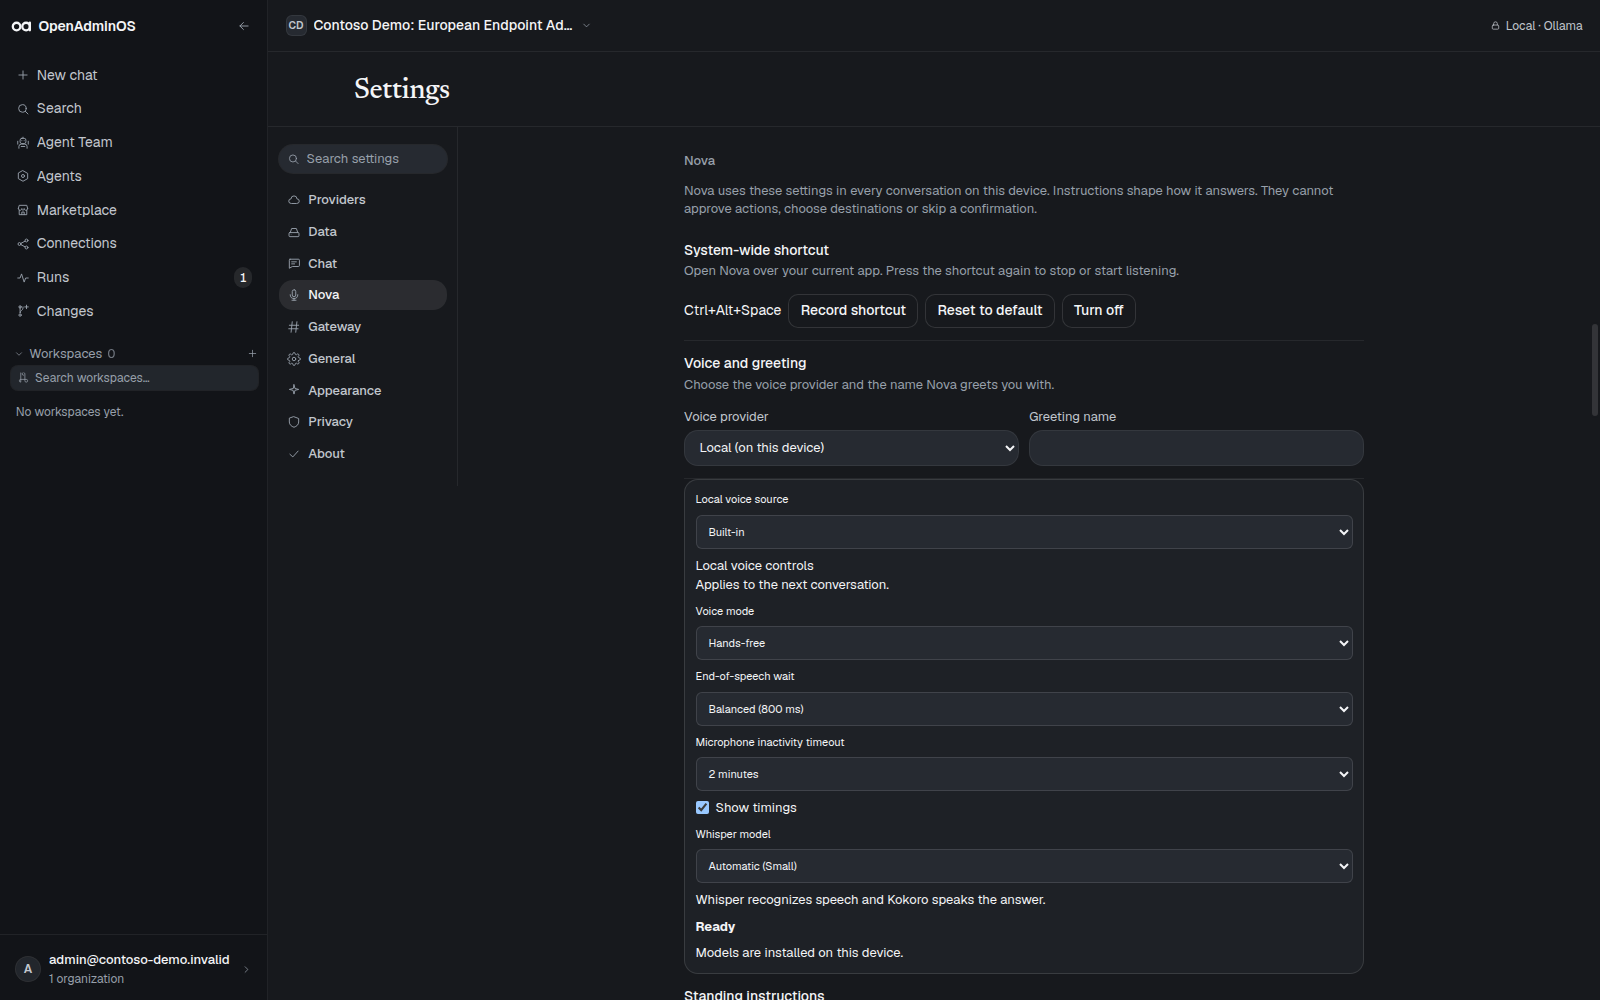 OpenAdminOS
New chat
Search
Agent Team
Agents
Marketplace
Connections
Runs
1
Changes
Workspaces 0
Search workspaces...
No workspaces yet.
A
admin@contoso-demo.invalid
1 organization
CD
Contoso Demo: European Endpoint Ad...
Local · Ollama
Settings
Search settings
Providers
Data
Chat
Nova
Gateway
General
Appearance
Privacy
About
Nova
Nova uses these settings in every conversation on this device. Instructions shape how it answers. They cannot
approve actions, choose destinations or skip a confirmation.
System-wide shortcut
Open Nova over your current app. Press the shortcut again to stop or start listening.
Ctrl+Alt+Space
Record shortcut
Reset to default
Turn off
Voice and greeting
Choose the voice provider and the name Nova greets you with.
Voice provider
Greeting name
Local (on this device)
Local voice source
Built-in
Local voice controls
Applies to the next conversation.
Voice mode
Hands-free
End-of-speech wait
Balanced (800 ms)
Microphone inactivity timeout
2 minutes
Show timings
Whisper model
Automatic (Small)
Whisper recognizes speech and Kokoro speaks the answer.
Ready
Models are installed on this device.
Standing instructions